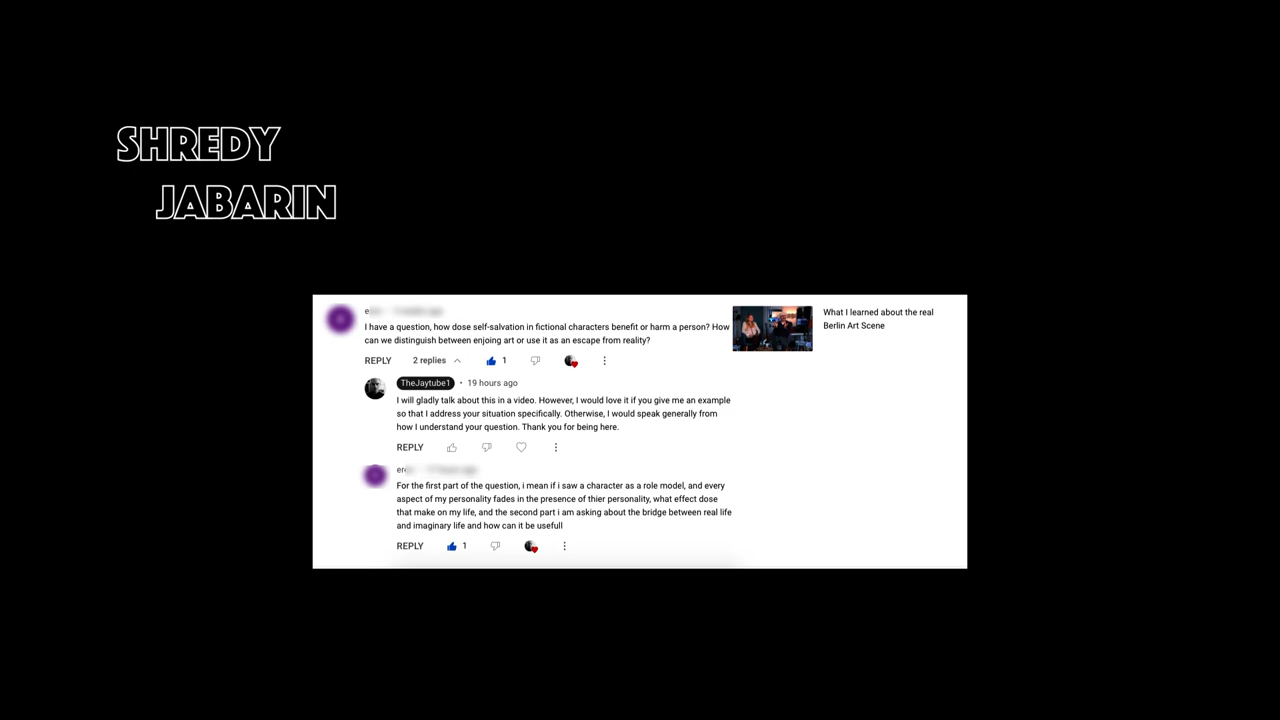 SHREDY
JABARIN
I have a question, how dose self-salvation in fictional characters benefit or harm a person? How
can we distinguish between enjoing art or use it as an escape from reality?
REPLY 2 replies 1
TheJaytube1 • 19 hours ago
I will gladly talk about this in a video. However, I would love it if you give me an example
so that I address your situation specifically. Otherwise, I would speak generally from
how I understand your question. Thank you for being here.
REPLY
For the first part of the question, i mean if i saw a character as a role model, and every
aspect of my personality fades in the presence of thier personality, what effect dose
that make on my life, and the second part i am asking about the bridge between real life
and imaginary life and how can it be usefull
REPLY 1
What I learned about the real
Berlin Art Scene